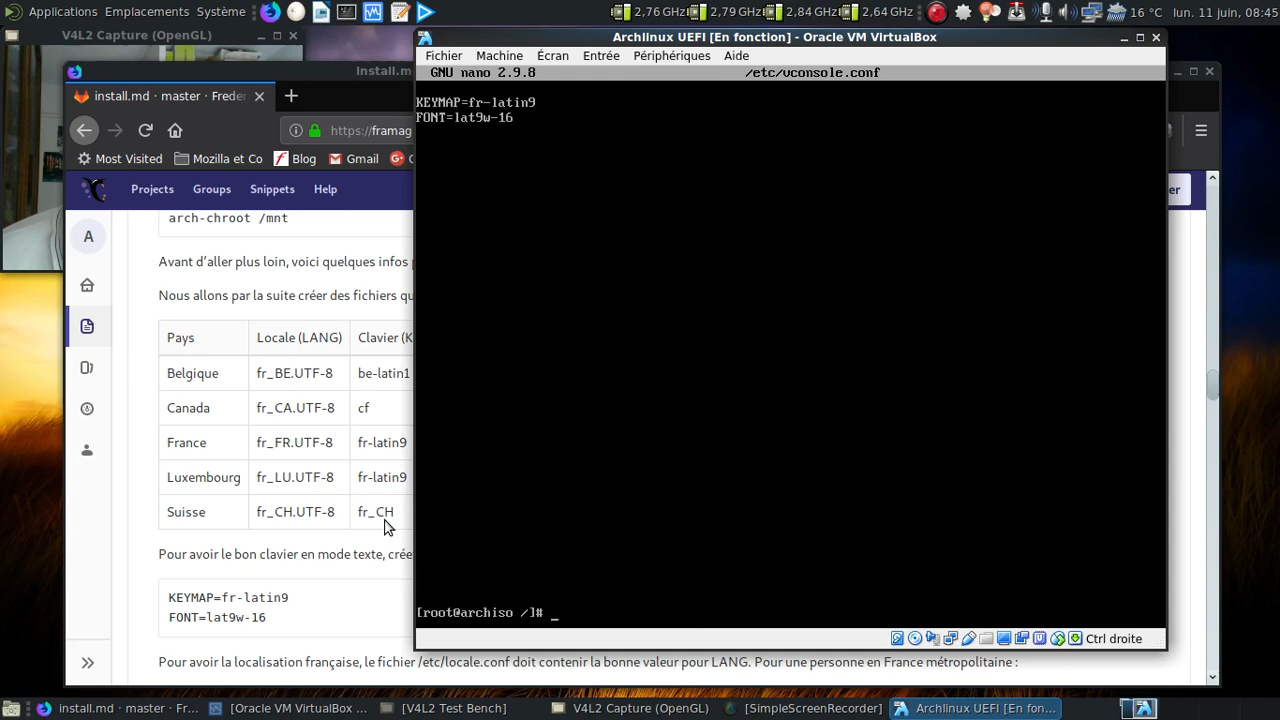 Applications Emplacements Système
2,76 GHz 2,79 GHz 2,84 GHz 2,64 GHz 16 °C lun. 11 juin, 08:45
V4L2 Capture (OpenGL)
install.m
install.md · master · Freder
https://framag
Most Visited Mozilla et Co Blog Gmail
Projects Groups Snippets Help
A
arch-chroot /mnt
Avant d’aller plus loin, voici quelques infos
Nous allons par la suite créer des fichiers qu
Pays Locale (LANG) Clavier (K
Belgique fr_BE.UTF-8 be-latin1
Canada fr_CA.UTF-8 cf
France fr_FR.UTF-8 fr-latin9
Luxembourg fr_LU.UTF-8 fr-latin9
Suisse fr_CH.UTF-8 fr_CH
Pour avoir le bon clavier en mode texte, crée
KEYMAP=fr-latin9
FONT=lat9w-16
Pour avoir la localisation française, le fichier /etc/locale.conf doit contenir la bonne valeur pour LANG. Pour une personne en France métropolitaine :
Archlinux UEFI [En fonction] - Oracle VM VirtualBox
Fichier Machine Écran Entrée Périphériques Aide
GNU nano 2.9.8 /etc/vconsole.conf
KEYMAP=fr-latin9
FONT=lat9w-16
[root@archiso /]# _
Ctrl droite
install.md · master · Fr... [Oracle VM VirtualBox ... [V4L2 Test Bench] V4L2 Capture (OpenGL) [SimpleScreenRecorder] Archlinux UEFI [En fonct...